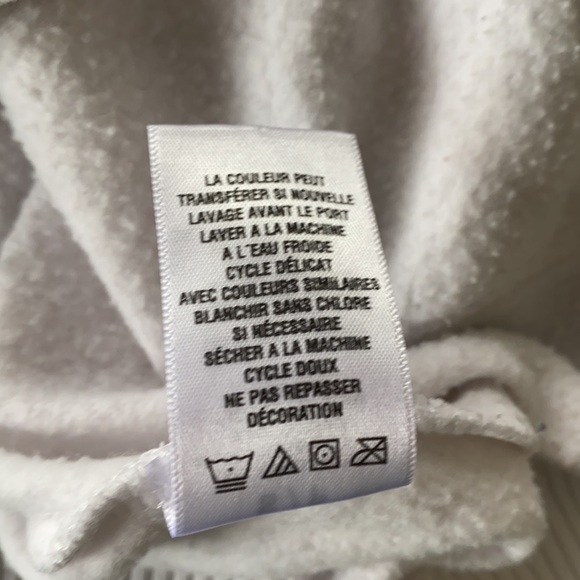 LA COULEUR PEUT
TRANSFÉRER SI NOUVELLE
LAVAGE AVANT LE PORT
LAVER A LA MACHINE
A L'EAU FROIDE
CYCLE DÉLICAT
AVEC COULEURS SIMILAIRES
BLANCHIR SANS CHLORE
SI NÉCESSAIRE
SÉCHER A LA MACHINE
CYCLE DOUX
NE PAS REPASSER
DÉCORATION